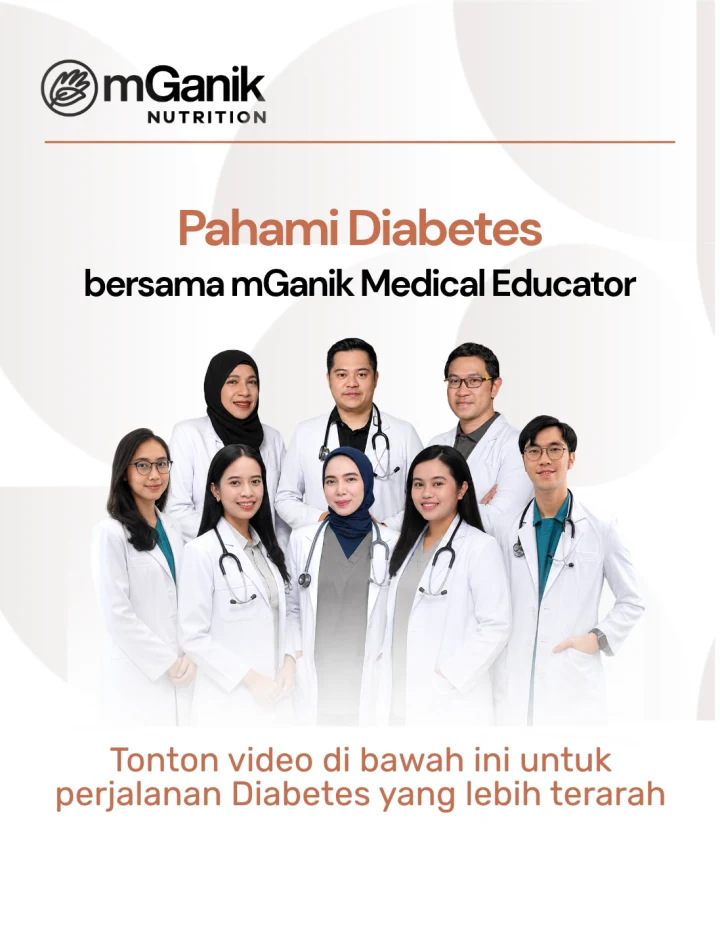 mGanik
NUTRITION
Pahami Diabetes
bersama mGanik Medical Educator
Tonton video di bawah ini untuk
perjalanan Diabetes yang lebih terarah